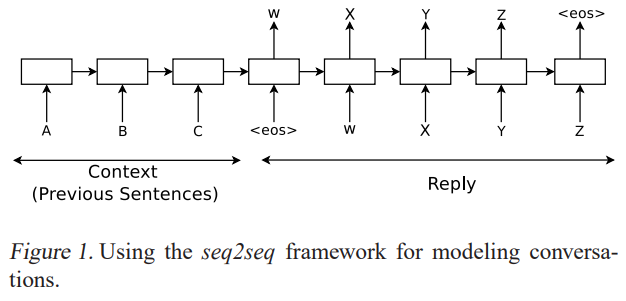 W X Y Z <eos>
A B C <eos> W X Y Z
Context
(Previous Sentences)
Reply
Figure 1. Using the seq2seq framework for modeling conversa-
tions.